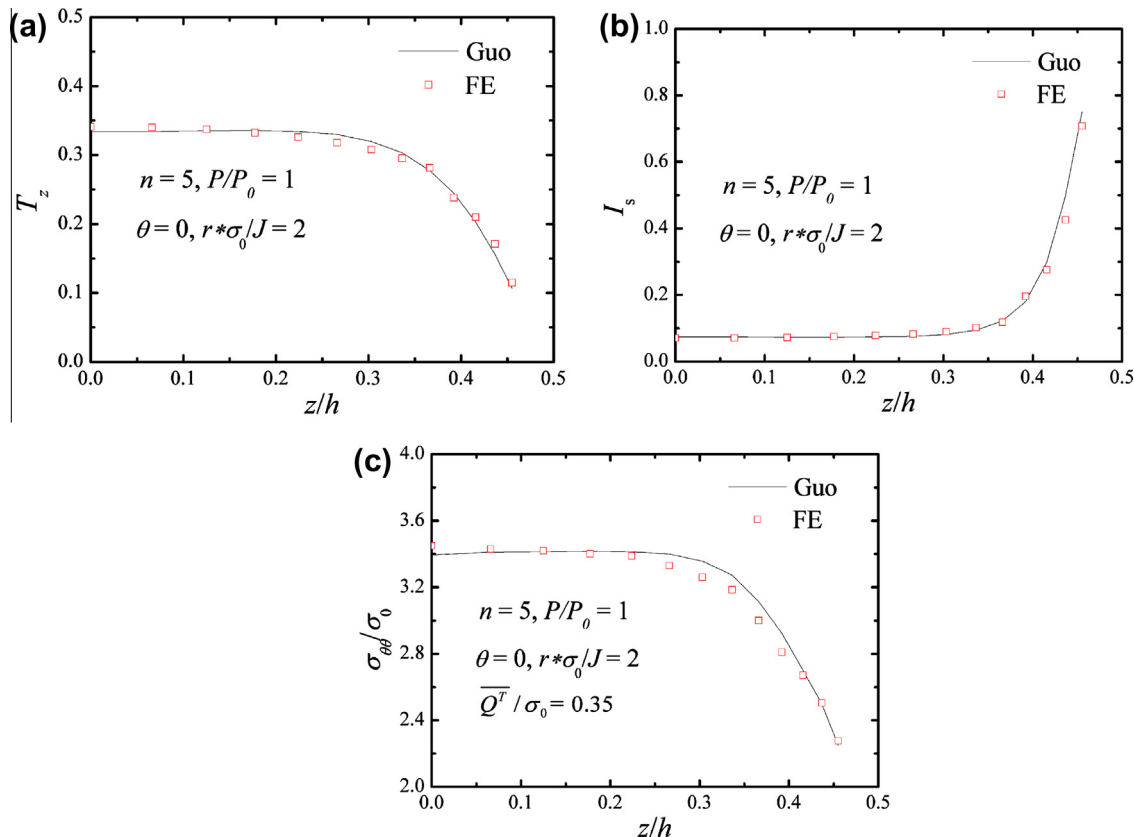 (a)
0.5
0.4
0.3
0.2
0.1
0.0
T_z
Guo
FE
n = 5, P/P_0 = 1
θ = 0, r*σ_0/J = 2
0.0 0.1 0.2 0.3 0.4 0.5
z/h
(b)
1.0
0.8
0.6
0.4
0.2
0.0
I_s
Guo
FE
n = 5, P/P_0 = 1
θ = 0, r*σ_0/J = 2
0.0 0.1 0.2 0.3 0.4 0.5
z/h
(c)
4.0
3.6
3.2
2.8
2.4
2.0
σ_θθ/σ_0
Guo
FE
n = 5, P/P_0 = 1
θ = 0, r*σ_0/J = 2
\overline{Q^T} / σ_0 = 0.35
0.0 0.1 0.2 0.3 0.4 0.5
z/h